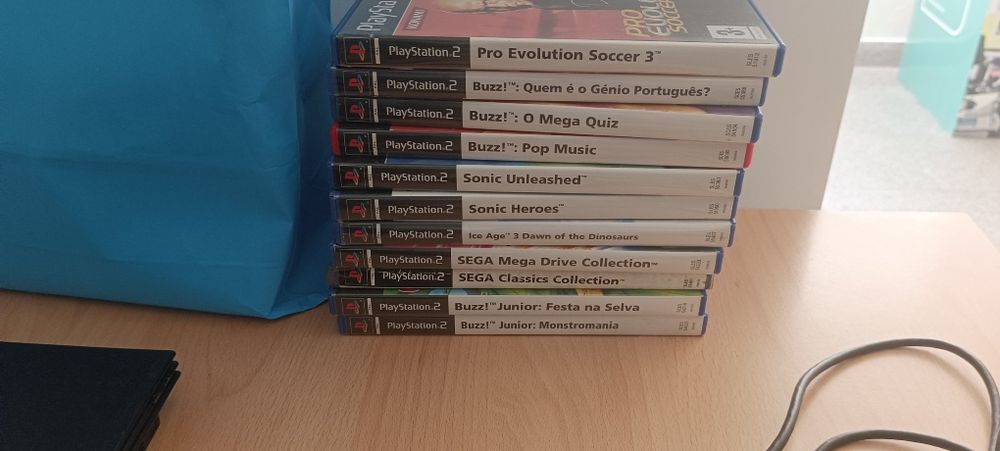 PlayStation
KONAMI
PRO
EVOLU
SOCCE
3
PlayStation.2 Pro Evolution Soccer 3™
PlayStation.2 Buzz!™: Quem é o Génio Português?
PlayStation.2 Buzz!™: O Mega Quiz
PlayStation.2 Buzz!™: Pop Music
PlayStation.2 Sonic Unleashed™
PlayStation.2 Sonic Heroes™
PlayStation.2 Ice Age™ 3 Dawn of the Dinosaurs
PlayStation.2 SEGA Mega Drive Collection™
PlayStation.2 SEGA Classics Collection™
PlayStation.2 Buzz!™ Junior: Festa na Selva
PlayStation.2 Buzz!™ Junior: Monstromania